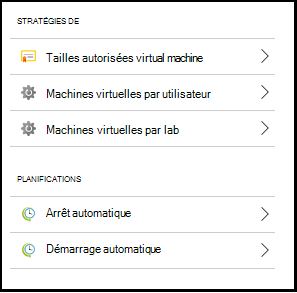 STRATÉGIES DE
Tailles autorisées virtual machine
Machines virtuelles par utilisateur
Machines virtuelles par lab
PLANIFICATIONS
Arrêt automatique
Démarrage automatique